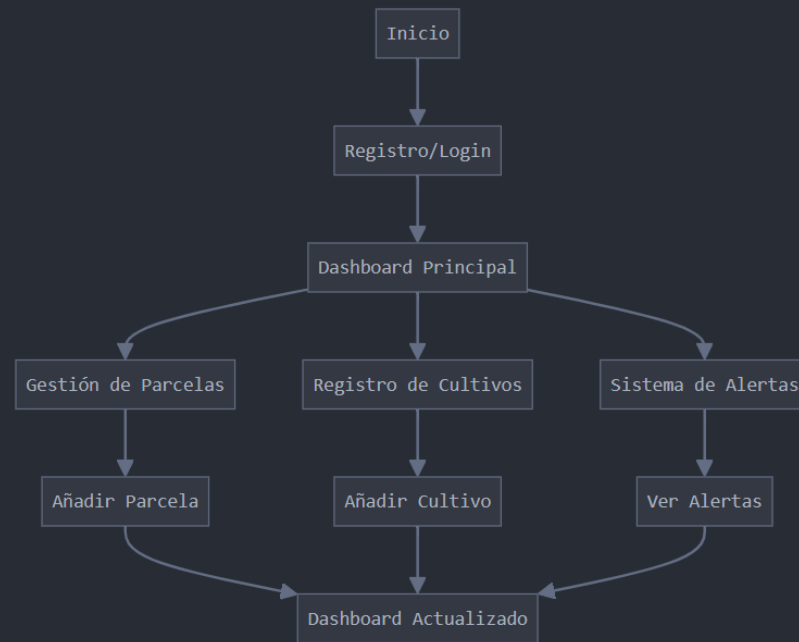 Inicio
Registro/Login
Dashboard Principal
Gestión de Parcelas
Registro de Cultivos
Sistema de Alertas
Añadir Parcela
Añadir Cultivo
Ver Alertas
Dashboard Actualizado